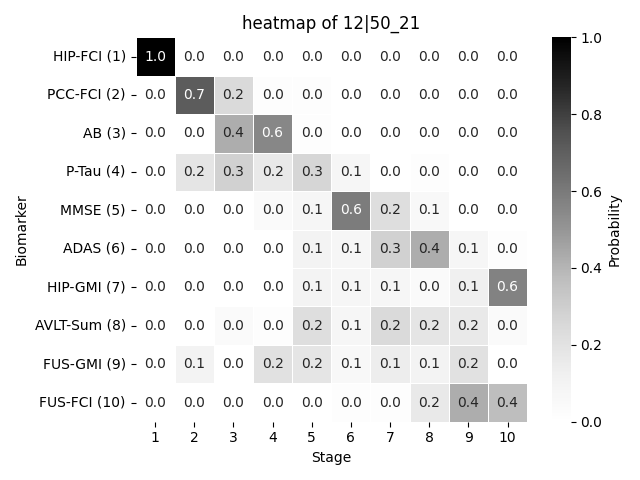 heatmap of 12|50_21
HIP-FCI (1) 1.0 0.0 0.0 0.0 0.0 0.0 0.0 0.0 0.0 0.0
PCC-FCI (2) 0.0 0.7 0.2 0.0 0.0 0.0 0.0 0.0 0.0 0.0
AB (3) 0.0 0.0 0.4 0.6 0.0 0.0 0.0 0.0 0.0 0.0
P-Tau (4) 0.0 0.2 0.3 0.2 0.3 0.1 0.0 0.0 0.0 0.0
MMSE (5) 0.0 0.0 0.0 0.0 0.1 0.6 0.2 0.1 0.0 0.0
ADAS (6) 0.0 0.0 0.0 0.0 0.1 0.1 0.3 0.4 0.1 0.0
HIP-GMI (7) 0.0 0.0 0.0 0.0 0.1 0.1 0.1 0.0 0.1 0.6
AVLT-Sum (8) 0.0 0.0 0.0 0.0 0.2 0.1 0.2 0.2 0.2 0.0
FUS-GMI (9) 0.0 0.1 0.0 0.2 0.2 0.1 0.1 0.1 0.2 0.0
FUS-FCI (10) 0.0 0.0 0.0 0.0 0.0 0.0 0.0 0.2 0.4 0.4
1 2 3 4 5 6 7 8 9 10
Stage
Biomarker
1.0
0.8
0.6
0.4
0.2
0.0
Probability